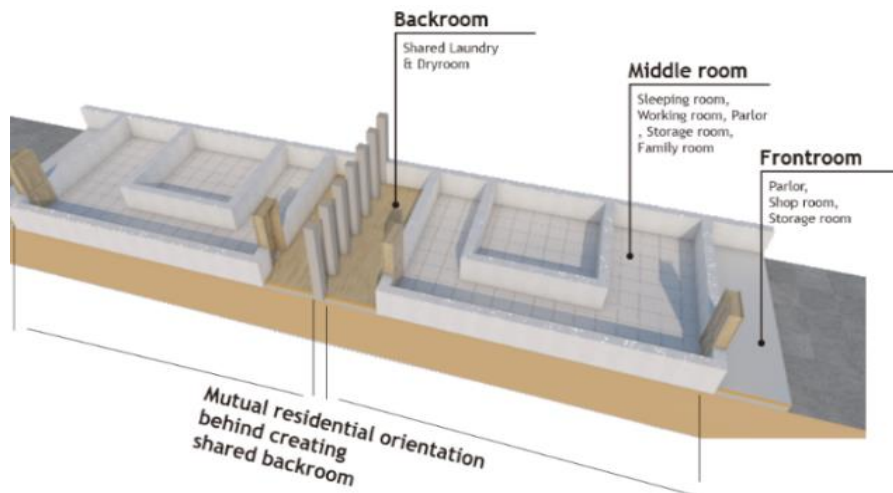 Backroom
Shared Laundry
& Dryroom
Middle room
Sleeping room,
Working room, Parlor
, Storage room,
Family room
Frontroom
Parlor,
Shop room,
Storage room
Mutual residential orientation
behind creating
shared backroom